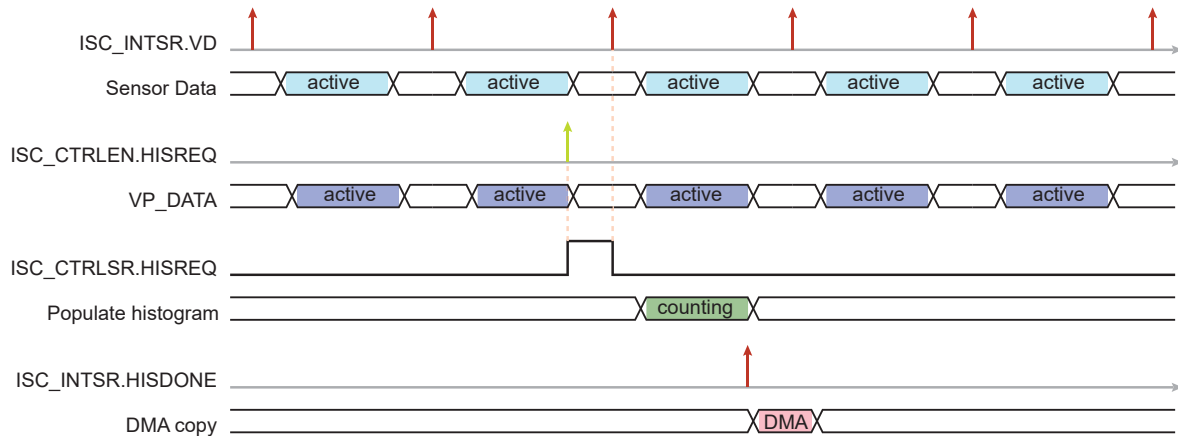 ISC_INTSR.VD
Sensor Data
active active active active active
ISC_CTRLEN.HISREQ
VP_DATA
active active active active active
ISC_CTRLSR.HISREQ
Populate histogram
counting
ISC_INTSR.HISDONE
DMA copy
DMA